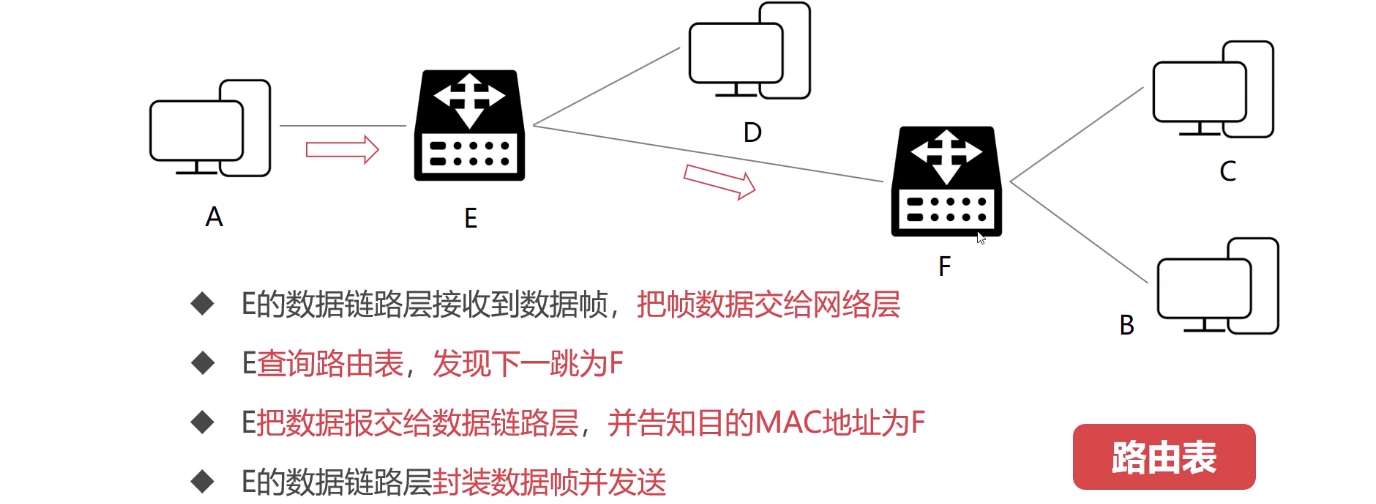 D
C
A
E
F
B
E的数据链路层接收到数据帧，把帧数据交给网络层
E查询路由表，发现下一跳为F
E把数据报交给数据链路层，并告知目的MAC地址为F
E的数据链路层封装数据帧并发送
路由表